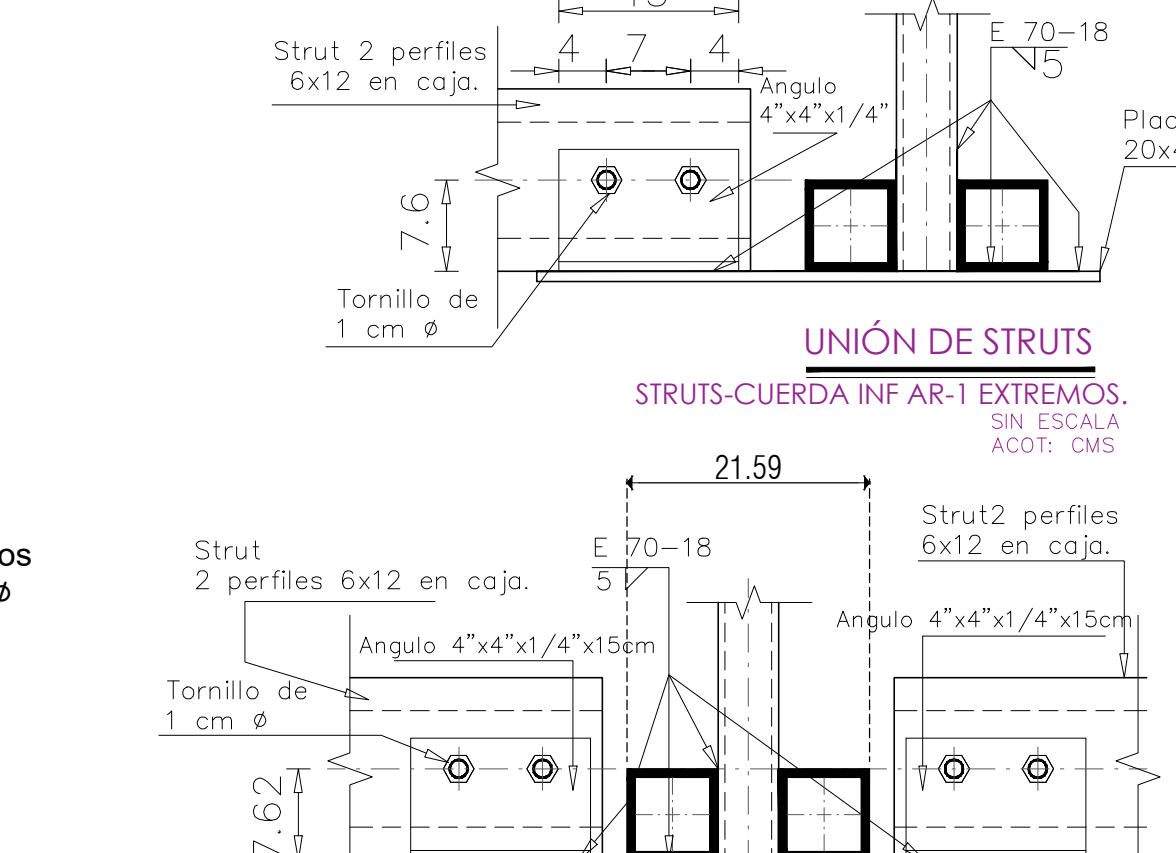 Strut 2 perfiles
6x12 en caja.
4
7
4
Angulo
4"x4"x1/4"
E 70-18
5
7.6
Tornillo de
1 cm Ø
UNIÓN DE STRUTS
STRUTS-CUERDA INF AR-1 EXTREMOS.
SIN ESCALA
ACOT: CMS
21.59
Strut
2 perfiles 6x12 en caja.
E 70-18
5
Strut2 perfiles
6x12 en caja.
Angulo 4"x4"x1/4"x15cm
Angulo 4"x4"x1/4"x15cm
Tornillo de
1 cm Ø
7.62
Ø